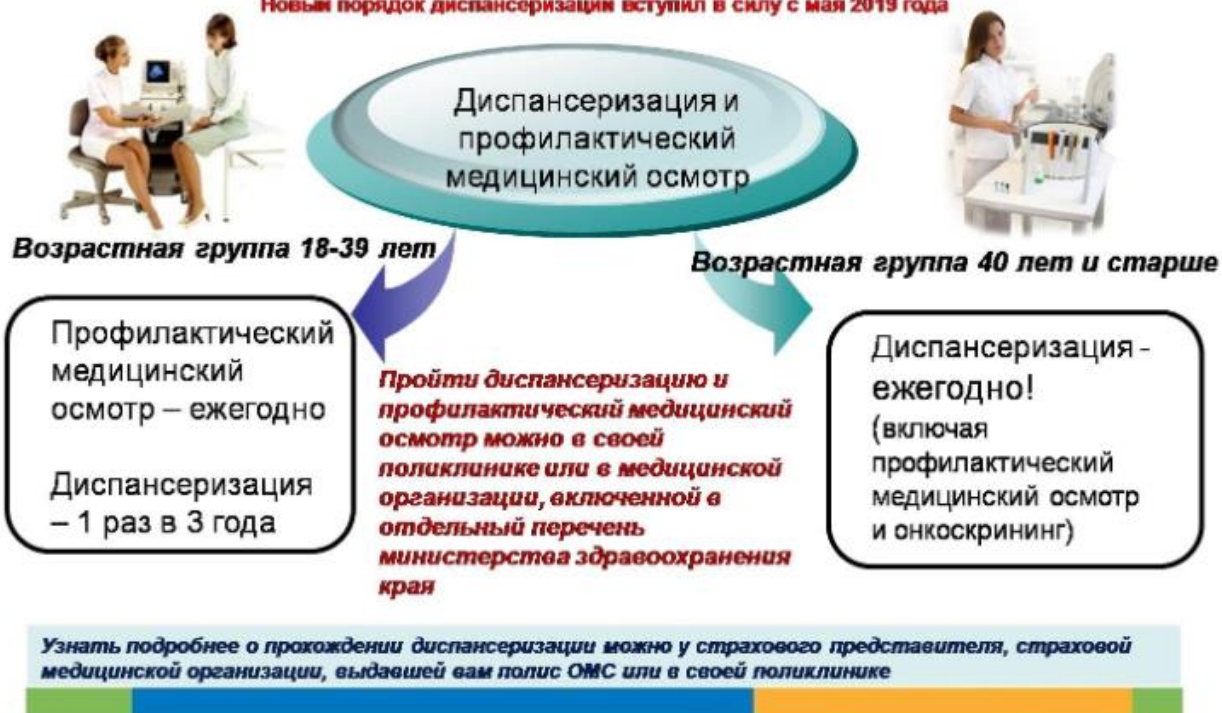 Новый порядок диспансеризации вступил в силу с мая 2019 года
Диспансеризация и
профилактический
медицинский осмотр
Возрастная группа 18-39 лет
Возрастная группа 40 лет и старше
Профилактический
медицинский
осмотр – ежегодно
Диспансеризация
– 1 раз в 3 года
Пройти диспансеризацию и
профилактический медицинский
осмотр можно в своей
поликлинике или в медицинской
организации, включенной в
отдельный перечень
министерства здравоохранения
края
Диспансеризация -
ежегодно!
(включая
профилактический
медицинский осмотр
и онкоскрининг)
Узнать подробнее о прохождении диспансеризации можно у страхового представителя, страховой
медицинской организации, выдавшей вам полис ОМС или в своей поликлинике